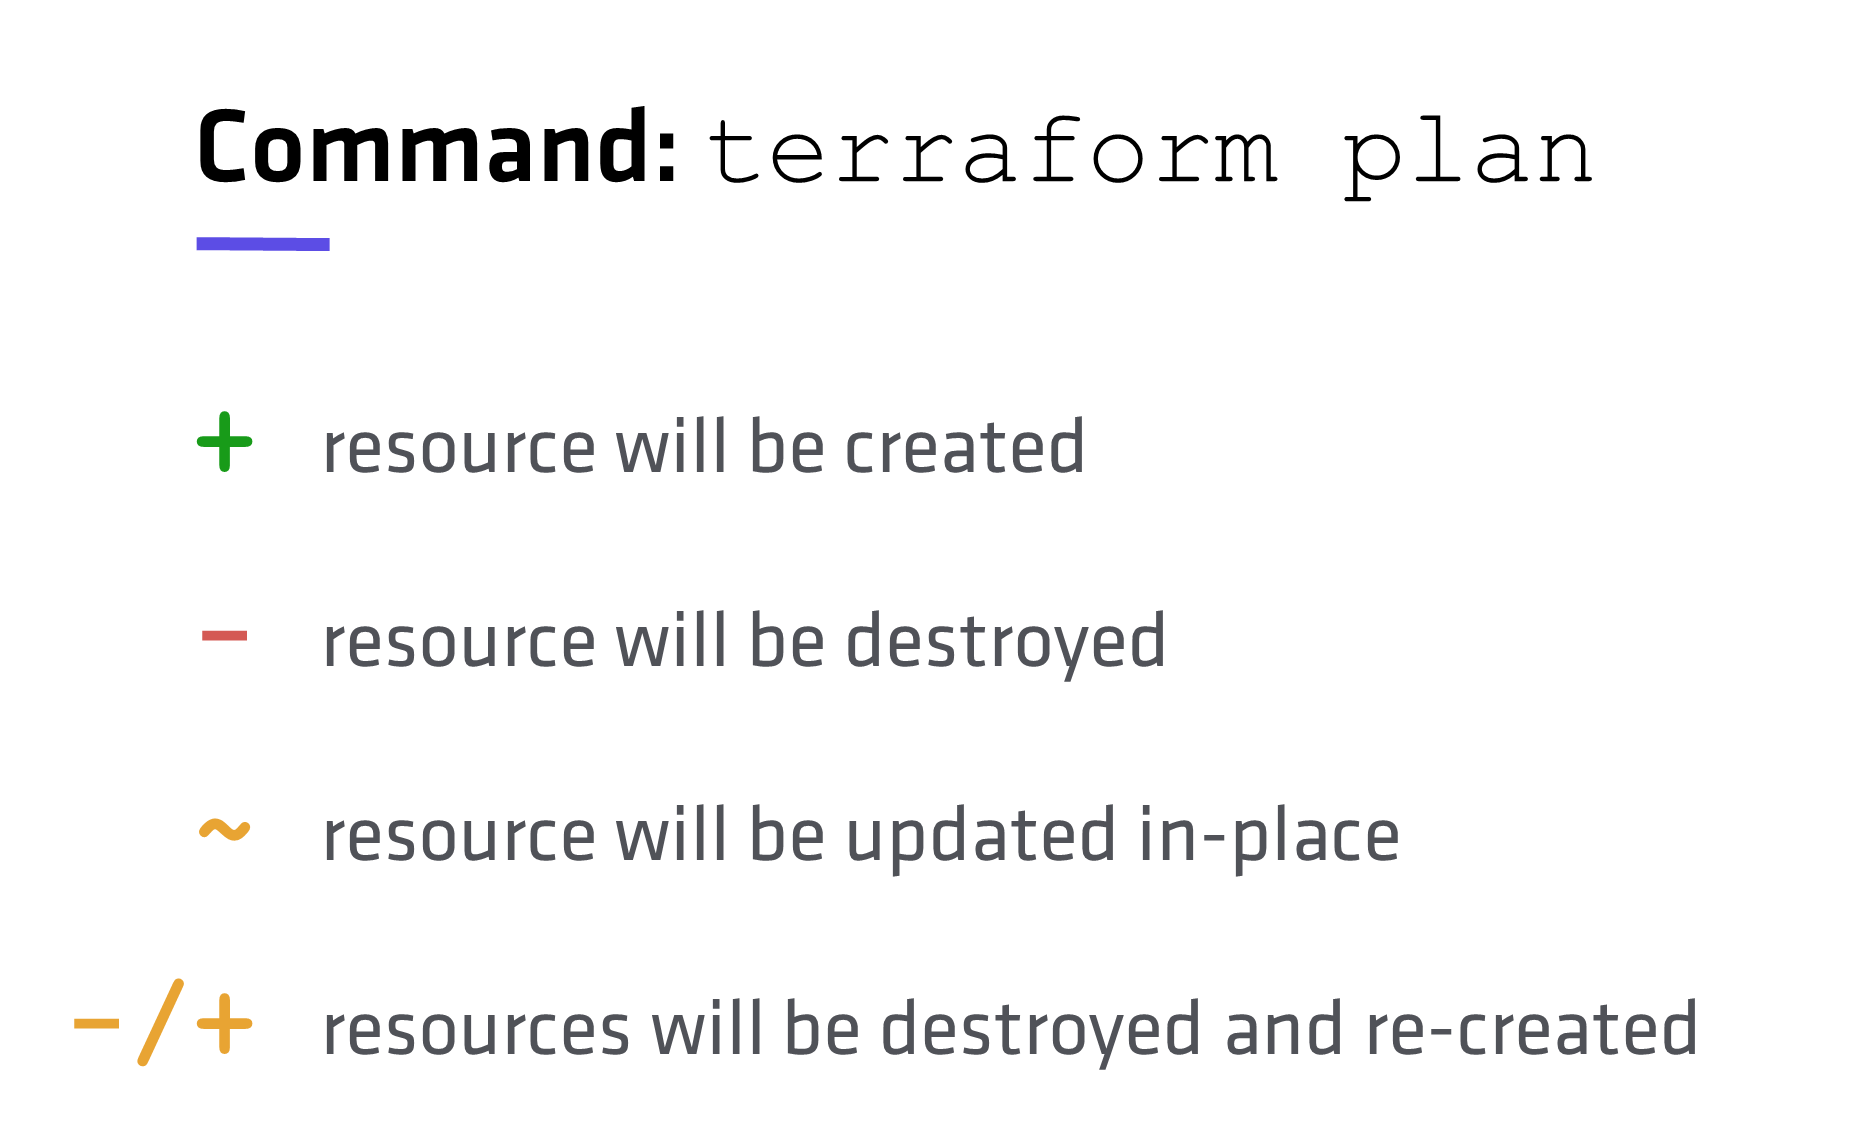 Command: terraform plan
+ resource will be created
- resource will be destroyed
~ resource will be updated in-place
-/+ resources will be destroyed and re-created